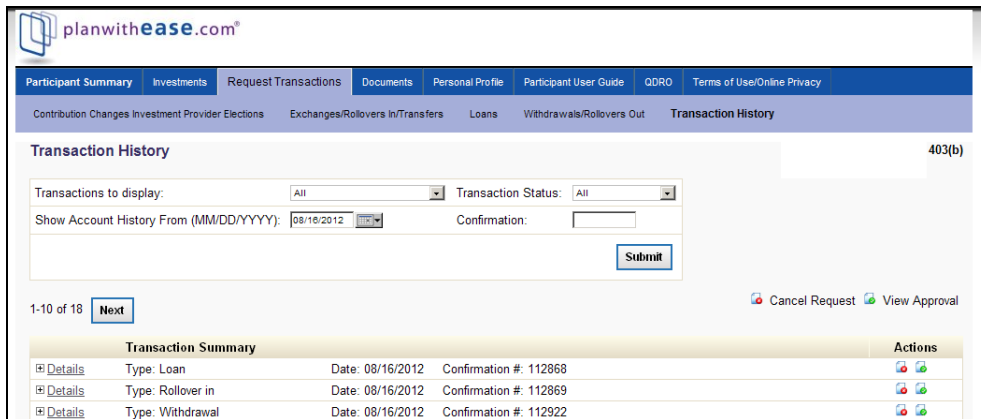 planwithease.com®
Participant Summary Investments Request Transactions Documents Personal Profile Participant User Guide QDRO Terms of Use/Online Privacy
Contribution Changes Investment Provider Elections Exchanges/Rollovers In/Transfers Loans Withdrawals/Rollovers Out Transaction History
Transaction History 403(b)
Transactions to display: All Transaction Status: All
Show Account History From (MM/DD/YYYY): 08/16/2012 Confirmation:
Submit
1-10 of 18 Next Cancel Request View Approval
Transaction Summary Actions
Details Type: Loan Date: 08/16/2012 Confirmation #: 112868
Details Type: Rollover in Date: 08/16/2012 Confirmation #: 112869
Details Type: Withdrawal Date: 08/16/2012 Confirmation #: 112922